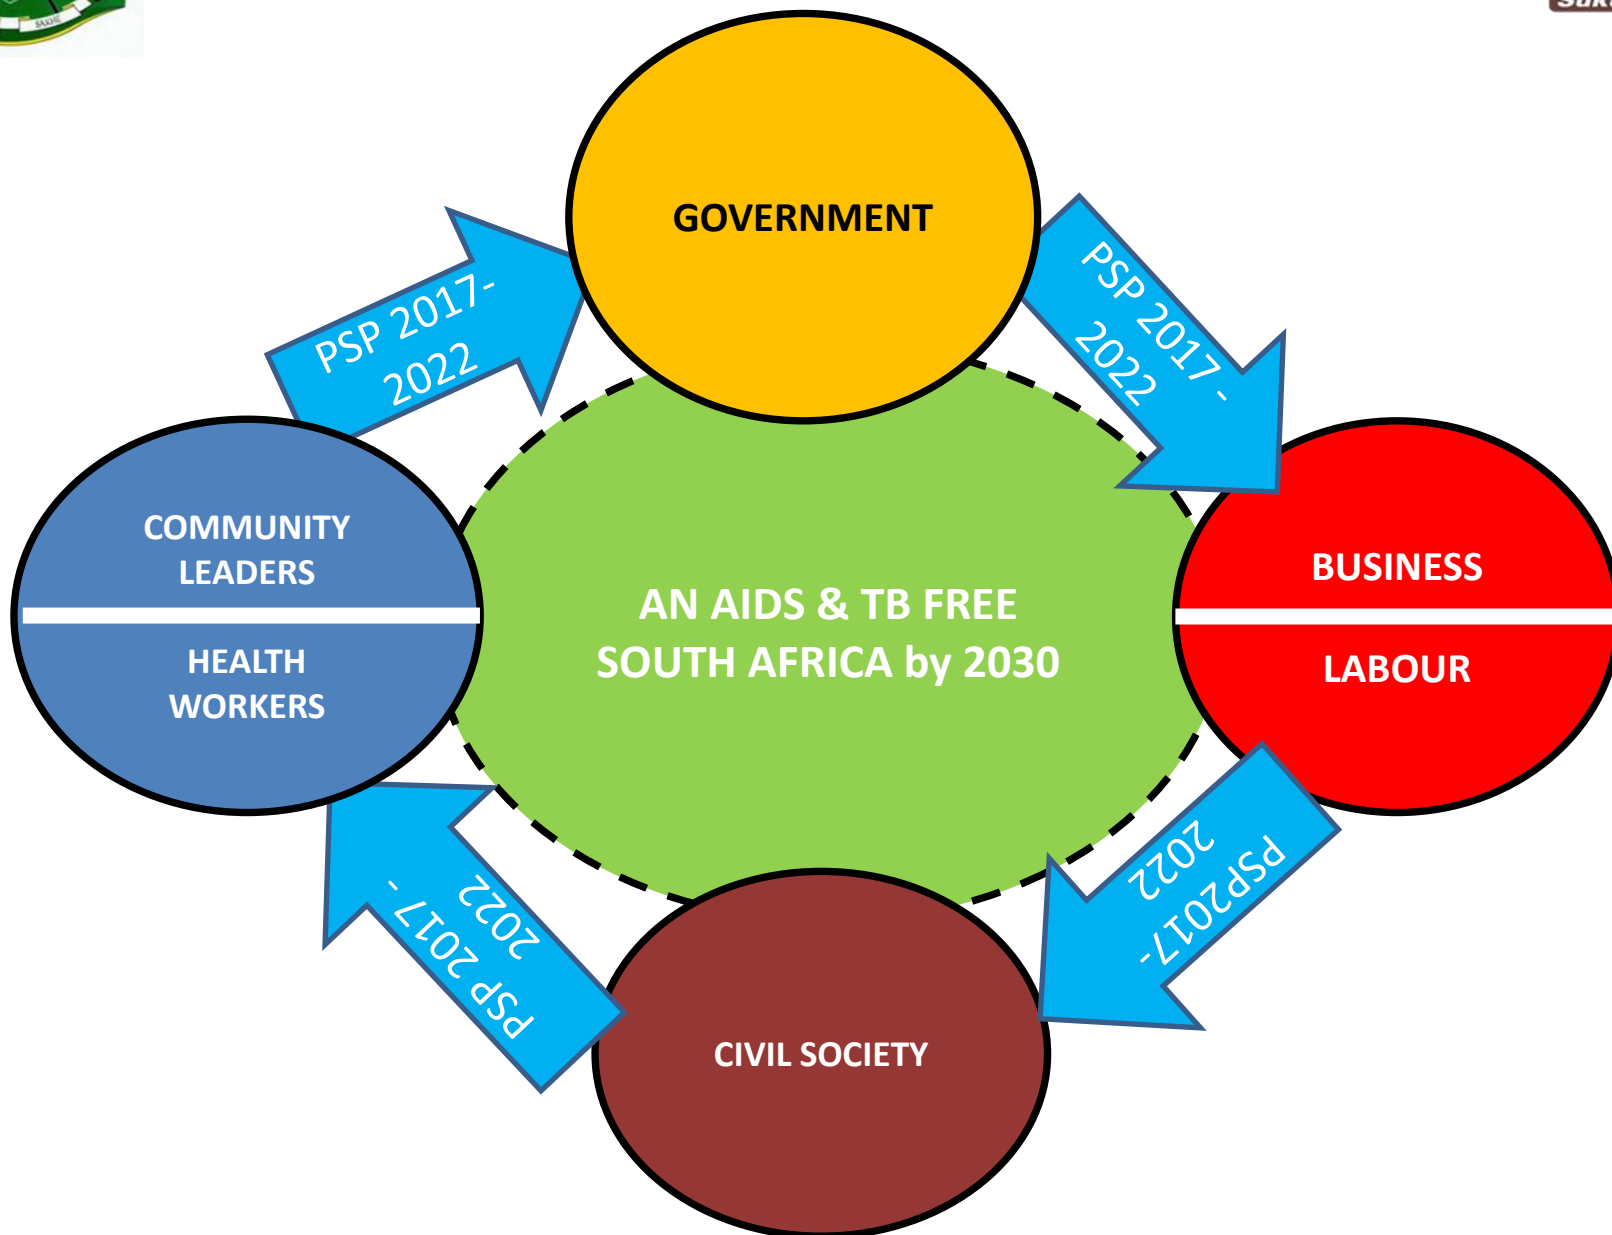 SAKHE
GOVERNMENT
PSP 2017-
2022
PSP 2017 -
2022
COMMUNITY
LEADERS
HEALTH
WORKERS
AN AIDS & TB FREE
SOUTH AFRICA by 2030
BUSINESS
LABOUR
PSP2017-
2022
PSP 2017 -
2022
CIVIL SOCIETY